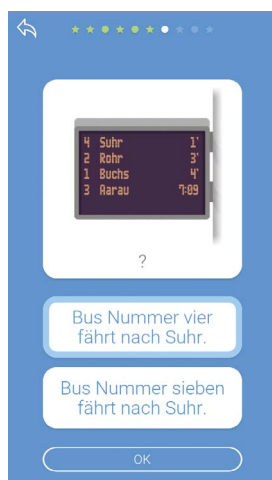 4 Suhr 1'
2 Rohr 3'
1 Buchs 4'
3 Aarau 7:09
?
Bus Nummer vier
fährt nach Suhr.
Bus Nummer sieben
fährt nach Suhr.
OK